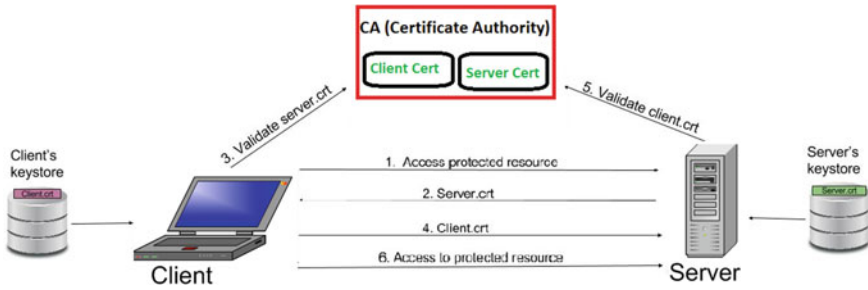 CA (Certificate Authority)
Client Cert
Server Cert
3. Validate server.crt
5. Validate client.crt
Client's
keystore
Client.crt
1. Access protected resource
2. Server.crt
4. Client.crt
6. Access to protected resource
Client
Server
Server's
keystore
Server.crt